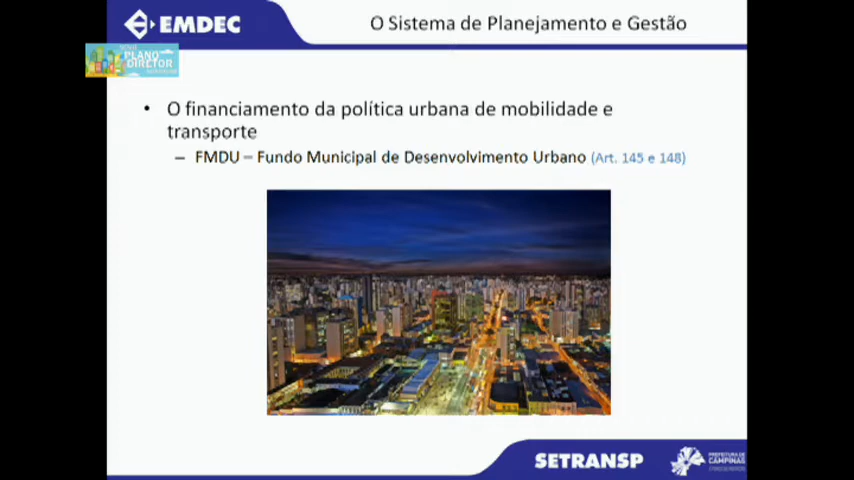 EMDEC
O Sistema de Planejamento e Gestão
PLANO
DIRETOR
• O financiamento da política urbana de mobilidade e
transporte
– FMDU – Fundo Municipal de Desenvolvimento Urbano (Art. 145 e 148)
SETRANSP
PREFEITURA DE
CAMPINAS